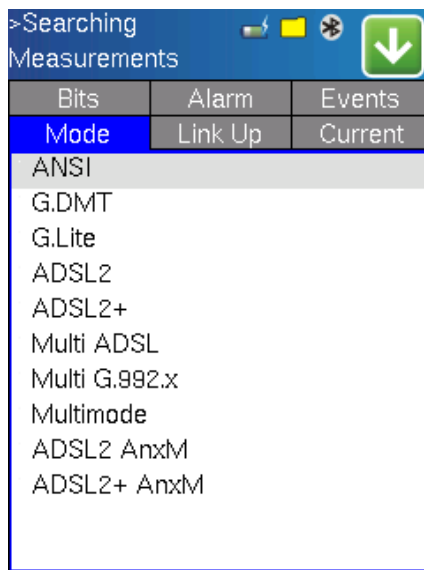 >Searching
Measurements
Bits Alarm Events
Mode Link Up Current
ANSI
G.DMT
G.Lite
ADSL2
ADSL2+
Multi ADSL
Multi G.992.x
Multimode
ADSL2 AnxM
ADSL2+ AnxM